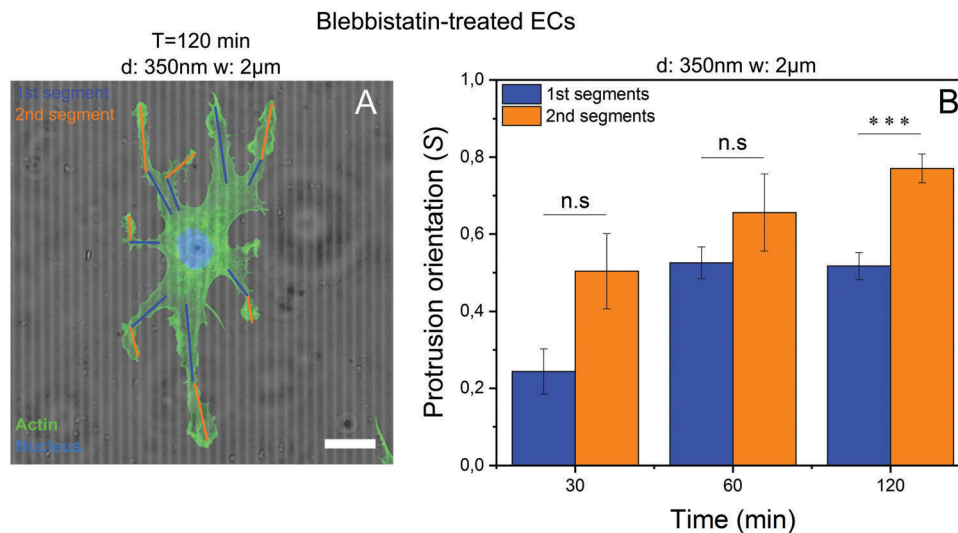 Blebbistatin-treated ECs
T=120 min
d: 350nm w: 2μm
1st segment
2nd segment
A
Actin
Nucleus
d: 350nm w: 2μm
B
1st segments
2nd segments
n.s
n.s
***
Protrusion orientation (S)
1,0
0,8
0,6
0,4
0,2
0,0
30
60
120
Time (min)